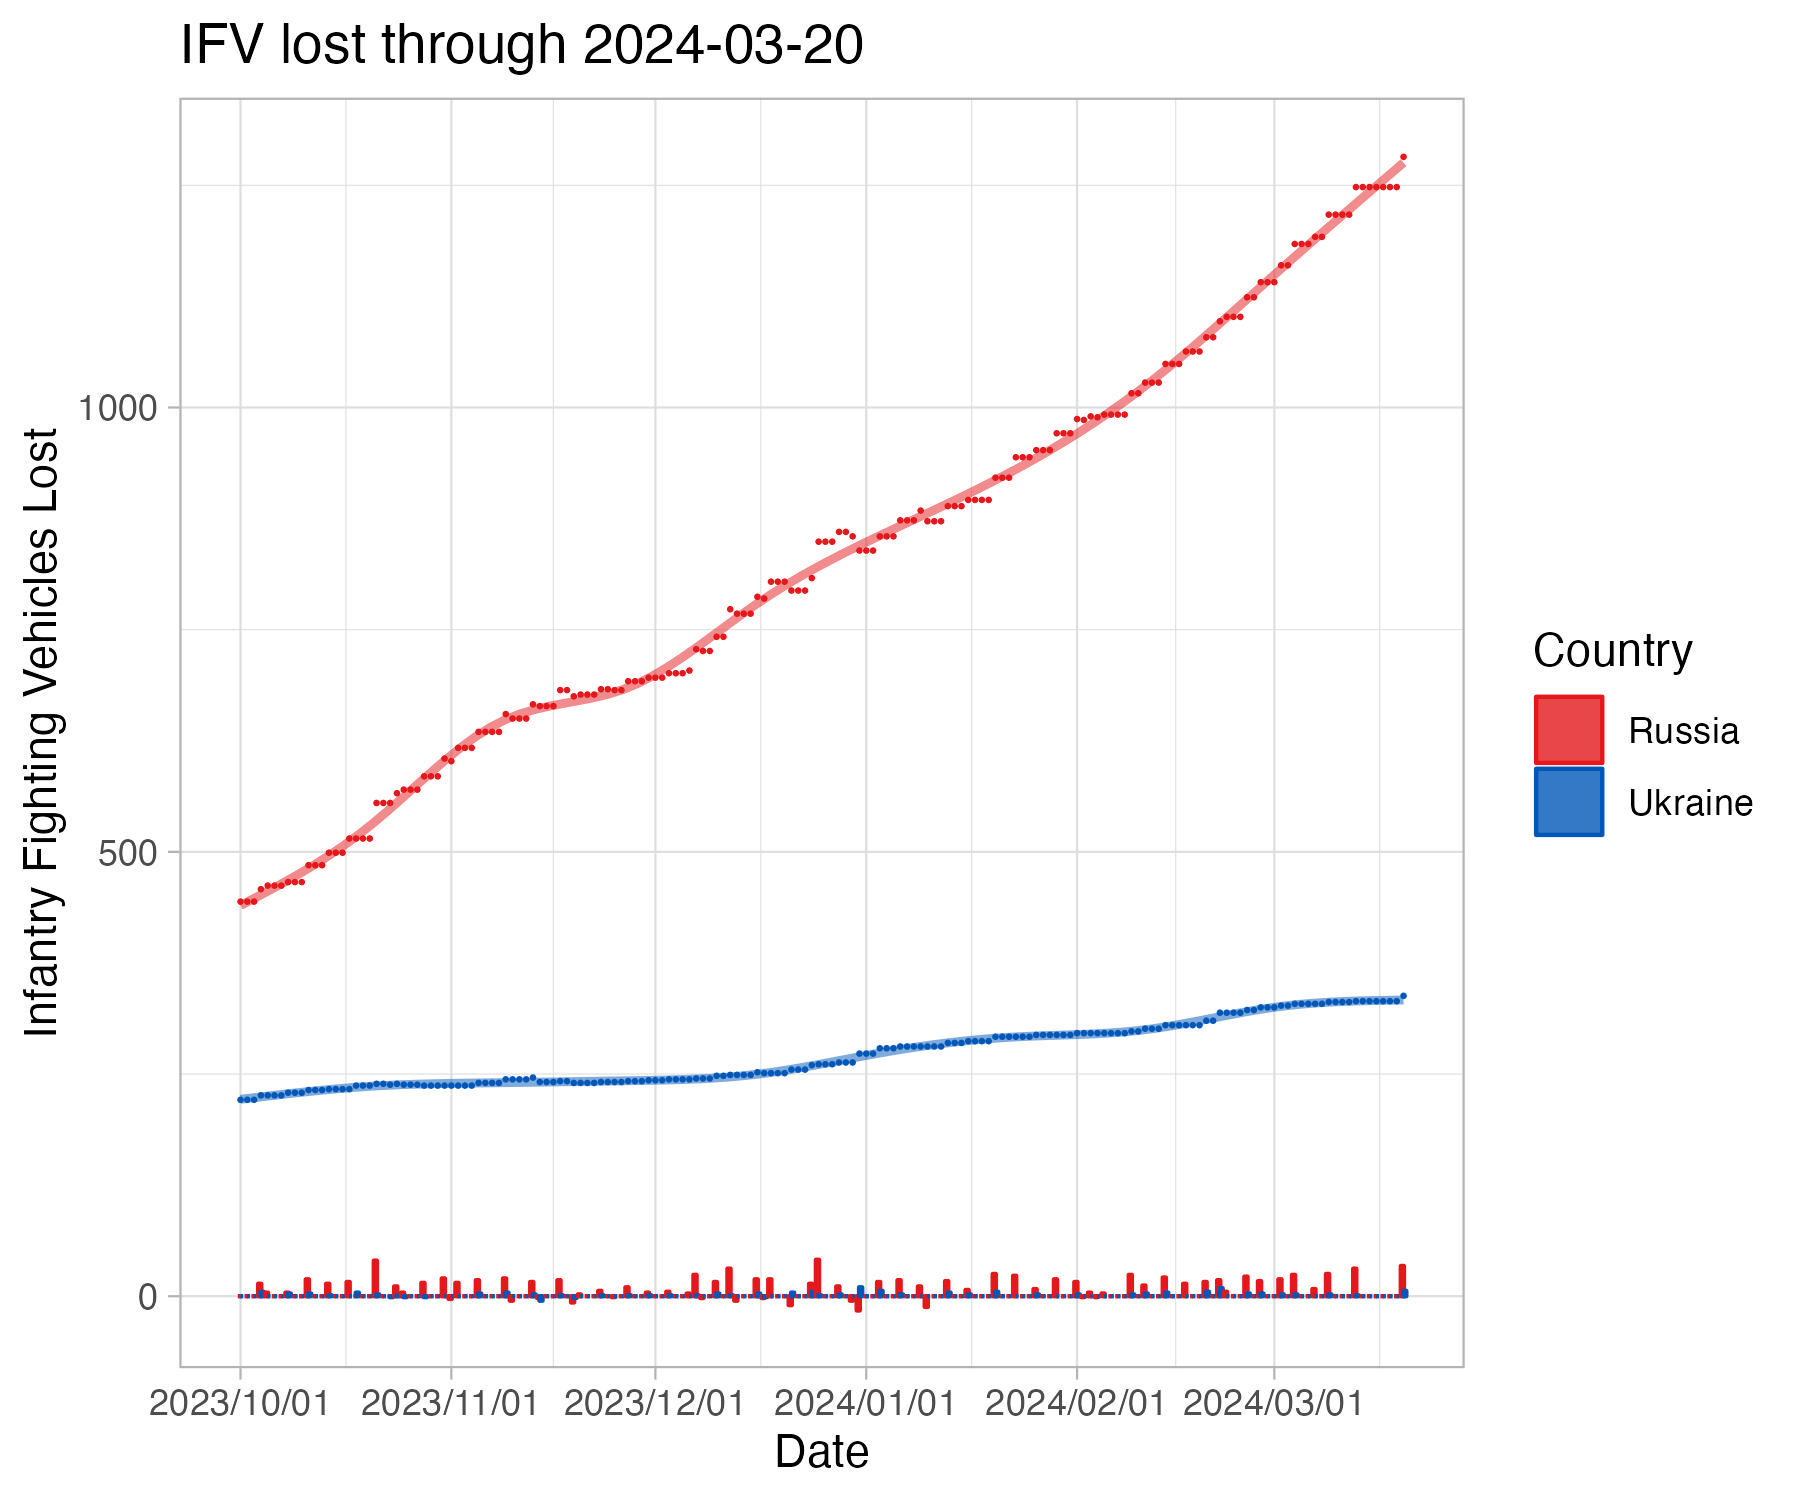 IFV lost through 2024-03-20
Infantry Fighting Vehicles Lost
1000
500
0
2023/10/01
2023/11/01
2023/12/01
2024/01/01
2024/02/01
2024/03/01
Date
Country
Russia
Ukraine